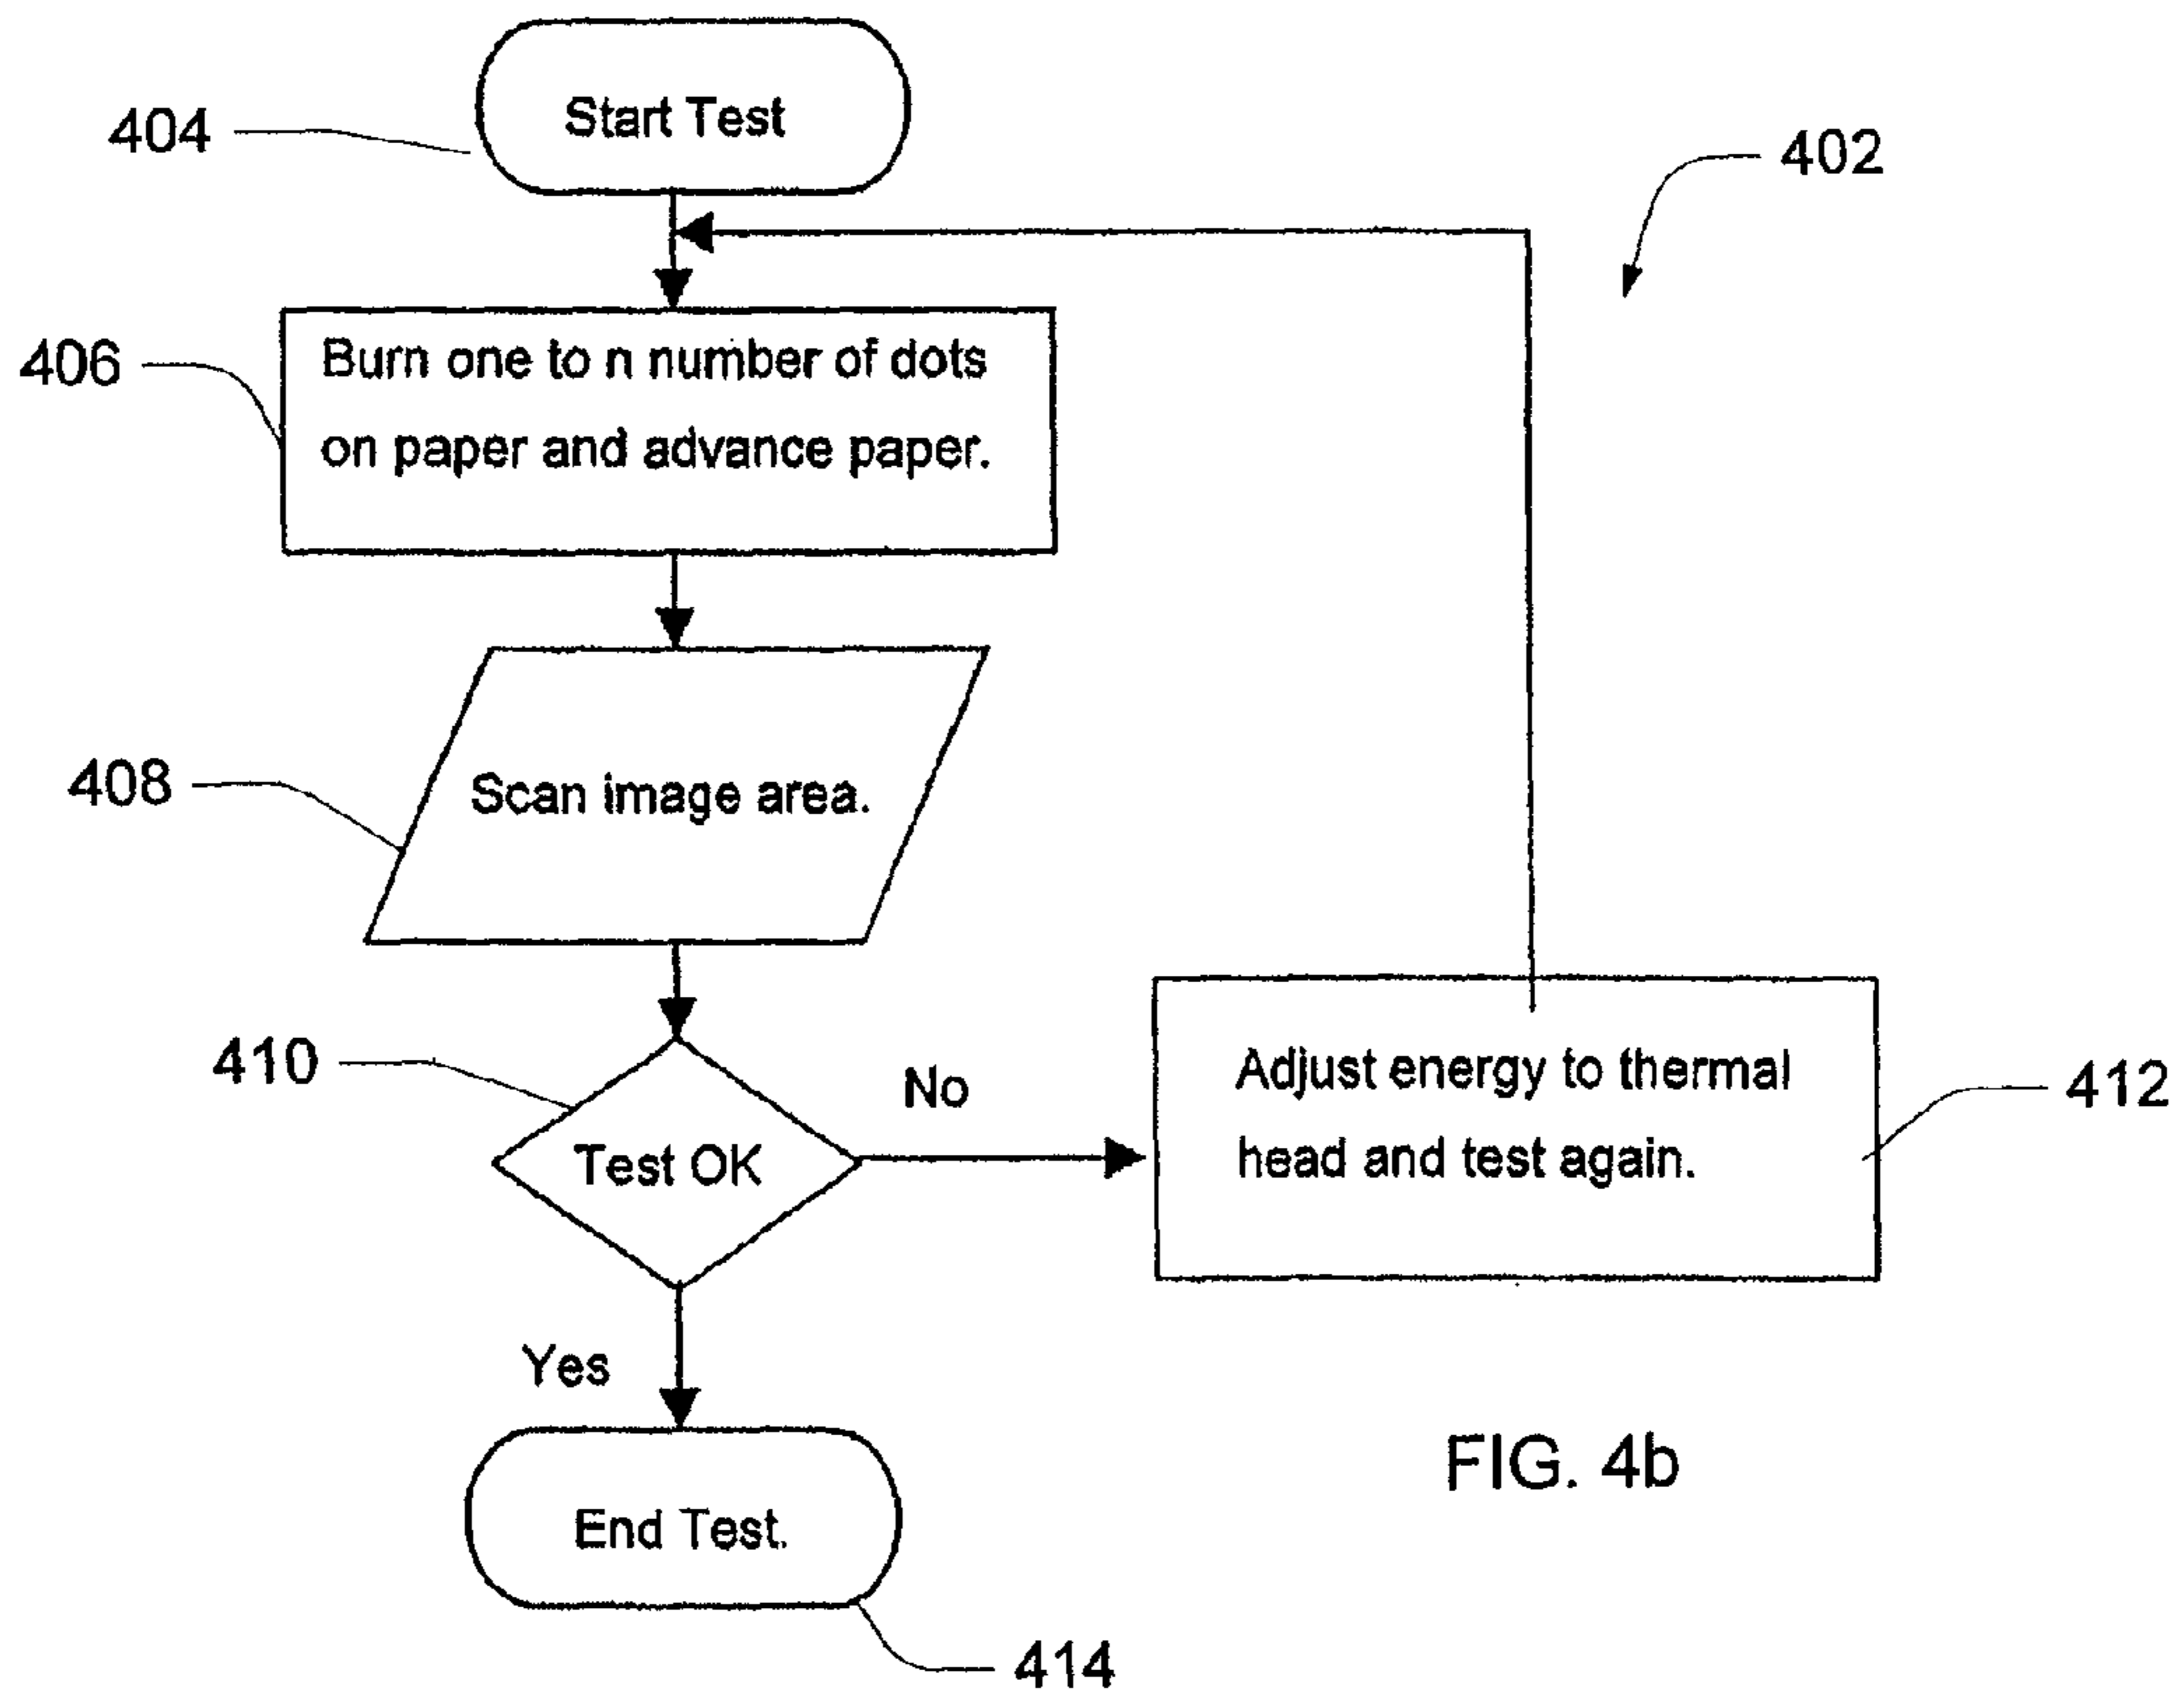 Start Test
404
402
Burn one to n number of dots
on paper and advance paper.
406
Scan image area.
408
410
Test OK
No
Adjust energy to thermal
head and test again.
412
Yes
End Test.
414
FIG. 4b